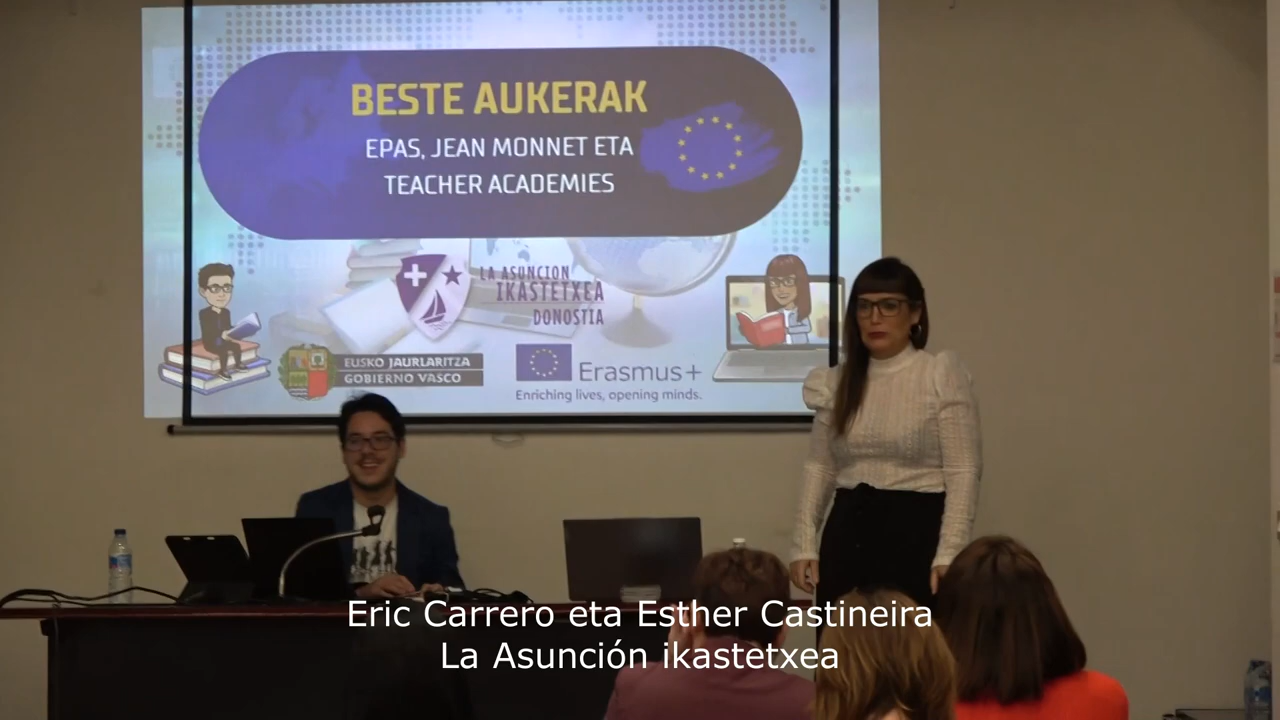 BESTE AUKERAK
EPAS, JEAN MONNET ETA
TEACHER ACADEMIES
LA ASUNCION
IKASTETXEA
DONOSTIA
EUSKO JAURLARITZA
GOBIERNO VASCO
Erasmus+
Enriching lives, opening minds.
Eric Carrero eta Esther Castineira
La Asunción ikastetxea